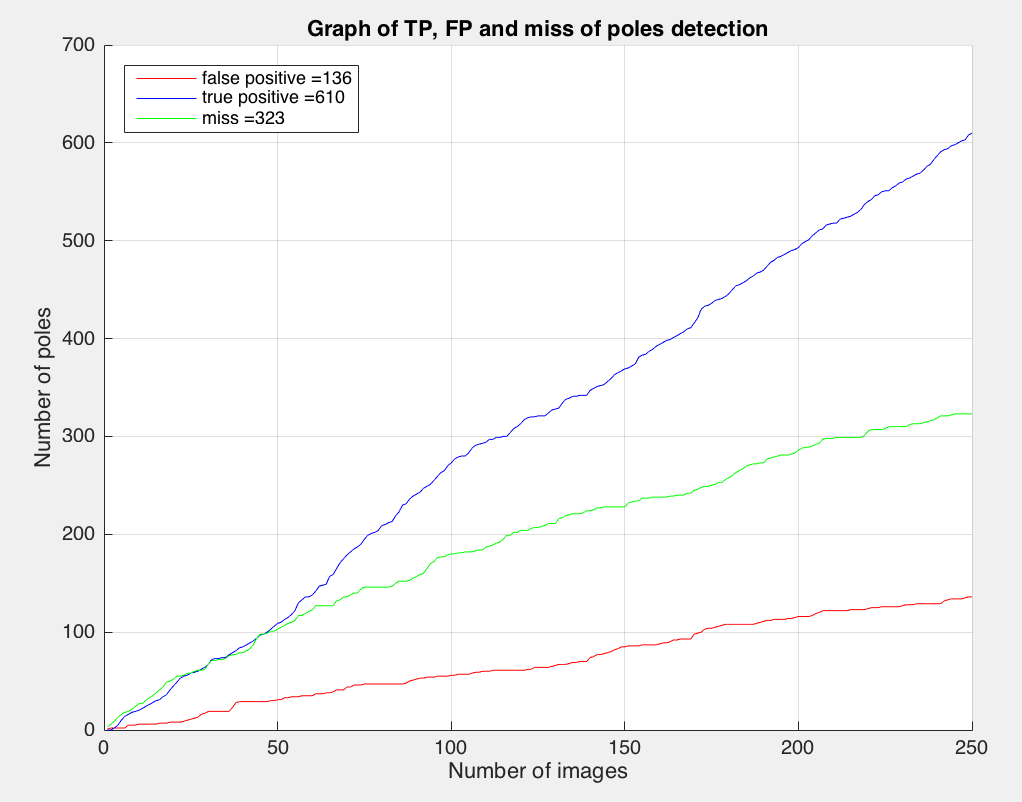 Graph of TP, FP and miss of poles detection
700
600
500
400
300
200
100
0
false positive =136
true positive =610
miss =323
Number of poles
0 50 100 150 200 250
Number of images